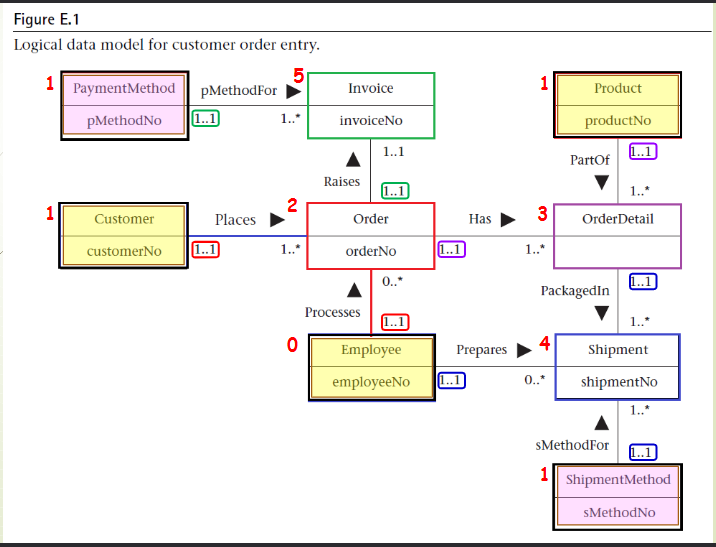 Figure E.1
Logical data model for customer order entry.
1 PaymentMethod pMethodFor 5 Invoice 1 Product
pMethodNo 1..1 1..* invoiceNo productNo
1..1 1..1
Raises PartOf
1..1 1..*
1 Customer Places 2 Order Has 3 OrderDetail
customerNo 1..1 1..* orderNo 1..1 1..*
0..* 1..1
Processes PackagedIn
1..1 1..*
0 Employee Prepares 4 Shipment
employeeNo 1..1 0..* shipmentNo
1..*
sMethodFor
1..1
1 ShipmentMethod
sMethodNo